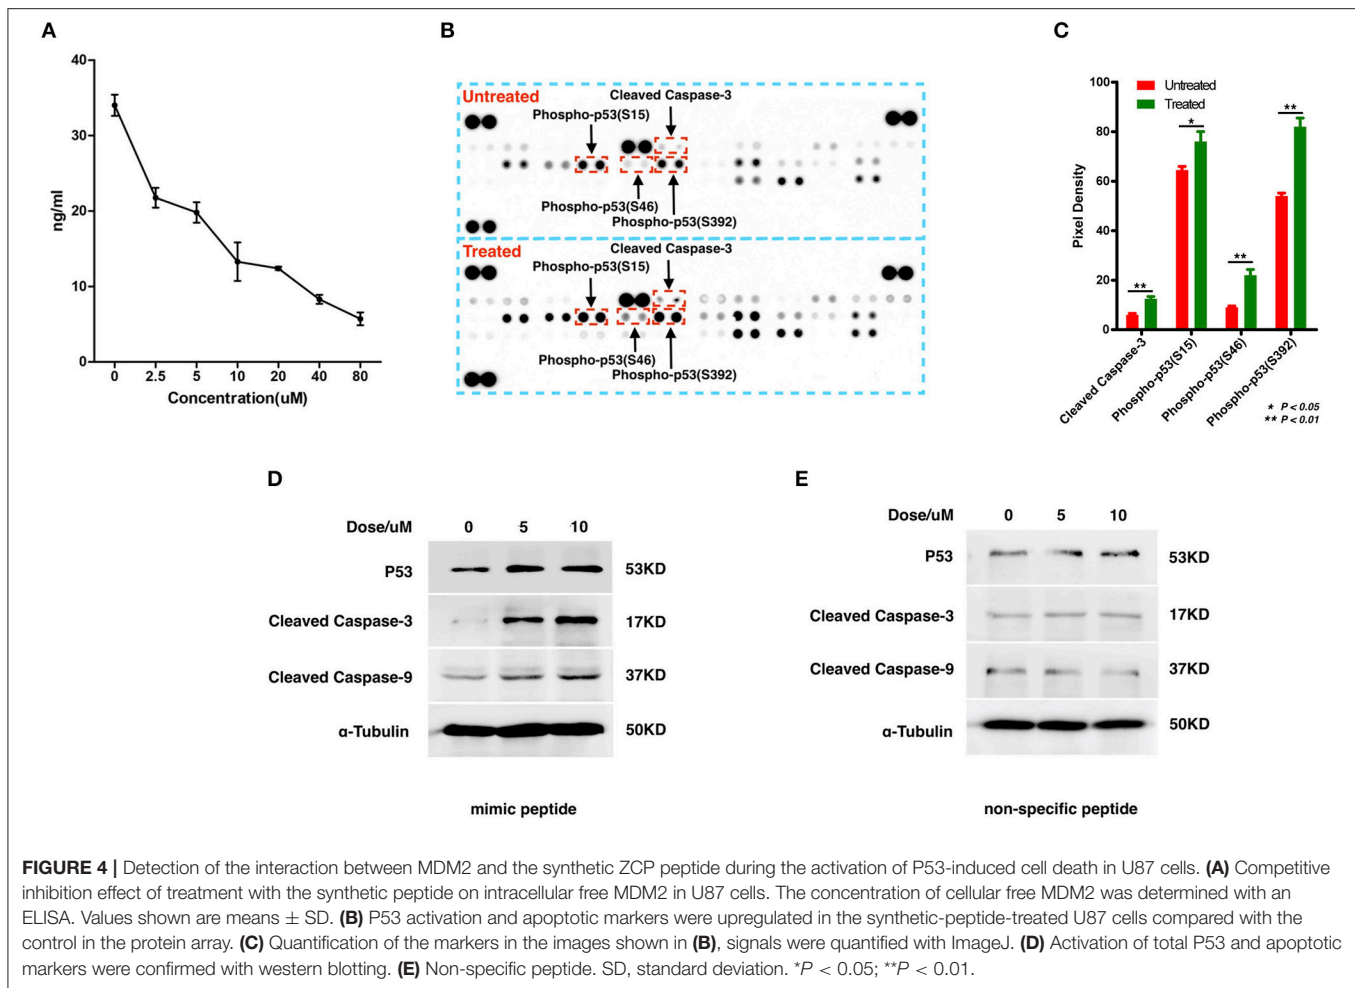 A
40
30
20
10
0
ng/ml
0 2.5 5 10 20 40 80
Concentration(uM)
B
Untreated
Cleaved Caspase-3
Phospho-p53(S15)
Phospho-p53(S46)
Phospho-p53(S392)
Treated
Cleaved Caspase-3
Phospho-p53(S15)
Phospho-p53(S46)
Phospho-p53(S392)
C
Untreated
Treated
100
80
60
40
20
0
Pixel Density
**
*
**
**
Cleaved Caspase-3
Phospho-p53(S15)
Phospho-p53(S46)
Phospho-p53(S392)
* P < 0.05
** P < 0.01
D
Dose/uM 0 5 10
P53 53KD
Cleaved Caspase-3 17KD
Cleaved Caspase-9 37KD
α-Tubulin 50KD
mimic peptide
E
Dose/uM 0 5 10
P53 53KD
Cleaved Caspase-3 17KD
Cleaved Caspase-9 37KD
α-Tubulin 50KD
non-specific peptide
FIGURE 4 | Detection of the interaction between MDM2 and the synthetic ZCP peptide during the activation of P53-induced cell death in U87 cells. (A) Competitive
inhibition effect of treatment with the synthetic peptide on intracellular free MDM2 in U87 cells. The concentration of cellular free MDM2 was determined with an
ELISA. Values shown are means ± SD. (B) P53 activation and apoptotic markers were upregulated in the synthetic-peptide-treated U87 cells compared with the
control in the protein array. (C) Quantification of the markers in the images shown in (B), signals were quantified with ImageJ. (D) Activation of total P53 and apoptotic
markers were confirmed with western blotting. (E) Non-specific peptide. SD, standard deviation. *P < 0.05; **P < 0.01.